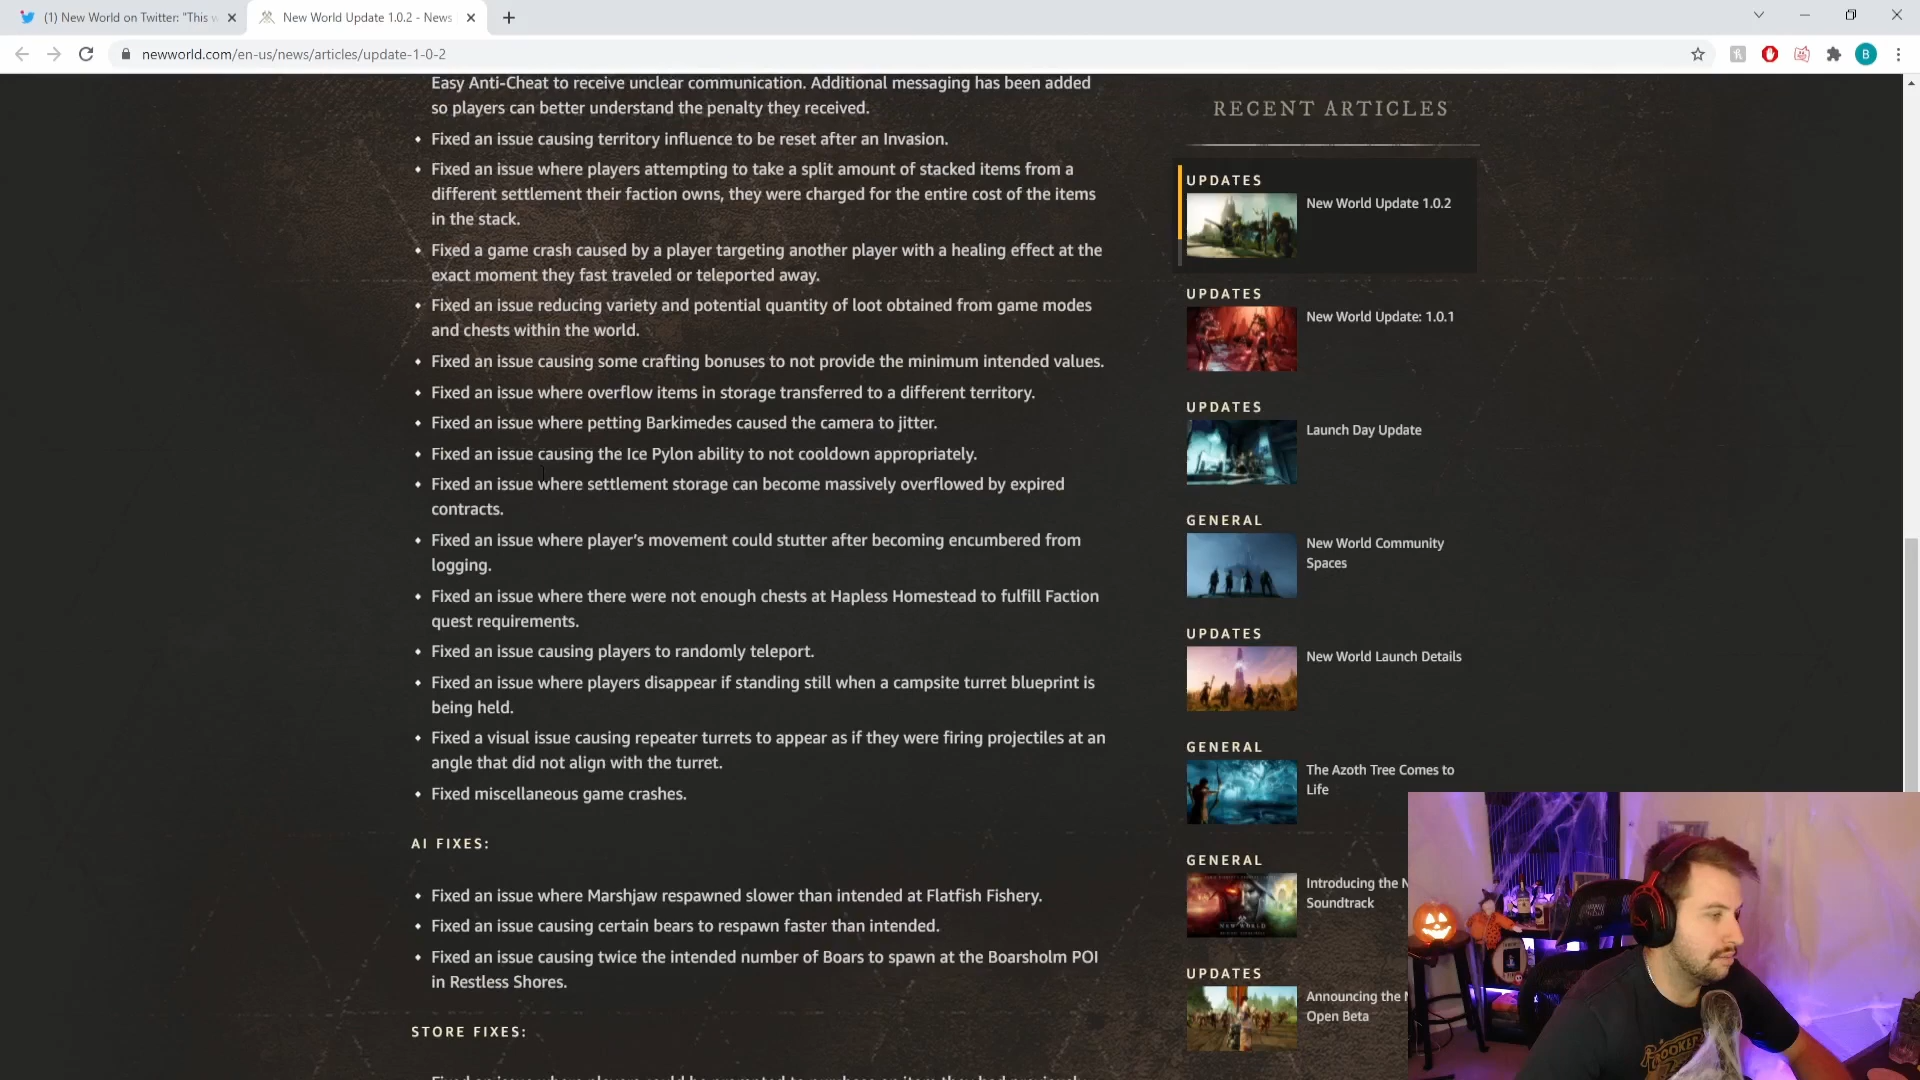 (1) New World on Twitter: "This w
New World Update 1.0.2 - News
newworld.com/en-us/news/articles/update-1-0-2
B
Easy Anti-Cheat to receive unclear communication. Additional messaging has been added
so players can better understand the penalty they received.
Fixed an issue causing territory influence to be reset after an Invasion.
Fixed an issue where players attempting to take a split amount of stacked items from a
different settlement their faction owns, they were charged for the entire cost of the items
in the stack.
Fixed a game crash caused by a player targeting another player with a healing effect at the
exact moment they fast traveled or teleported away.
Fixed an issue reducing variety and potential quantity of loot obtained from game modes
and chests within the world.
Fixed an issue causing some crafting bonuses to not provide the minimum intended values.
Fixed an issue where overflow items in storage transferred to a different territory.
Fixed an issue where petting Barkimedes caused the camera to jitter.
Fixed an issue causing the Ice Pylon ability to not cooldown appropriately.
Fixed an issue where settlement storage can become massively overflowed by expired
contracts.
Fixed an issue where player's movement could stutter after becoming encumbered from
logging.
Fixed an issue where there were not enough chests at Hapless Homestead to fulfill Faction
quest requirements.
Fixed an issue causing players to randomly teleport.
Fixed an issue where players disappear if standing still when a campsite turret blueprint is
being held.
Fixed a visual issue causing repeater turrets to appear as if they were firing projectiles at an
angle that did not align with the turret.
Fixed miscellaneous game crashes.
AI FIXES:
Fixed an issue where Marshjaw respawned slower than intended at Flatfish Fishery.
Fixed an issue causing certain bears to respawn faster than intended.
Fixed an issue causing twice the intended number of Boars to spawn at the Boarsholm POI
in Restless Shores.
STORE FIXES:
Fixed an issue where players could be prompted to purchase an item they had previously
RECENT ARTICLES
UPDATES
New World Update 1.0.2
UPDATES
New World Update: 1.0.1
UPDATES
Launch Day Update
GENERAL
New World Community
Spaces
UPDATES
New World Launch Details
GENERAL
The Azoth Tree Comes to
Life
GENERAL
Introducing the N
Soundtrack
UPDATES
Announcing the
Open Beta